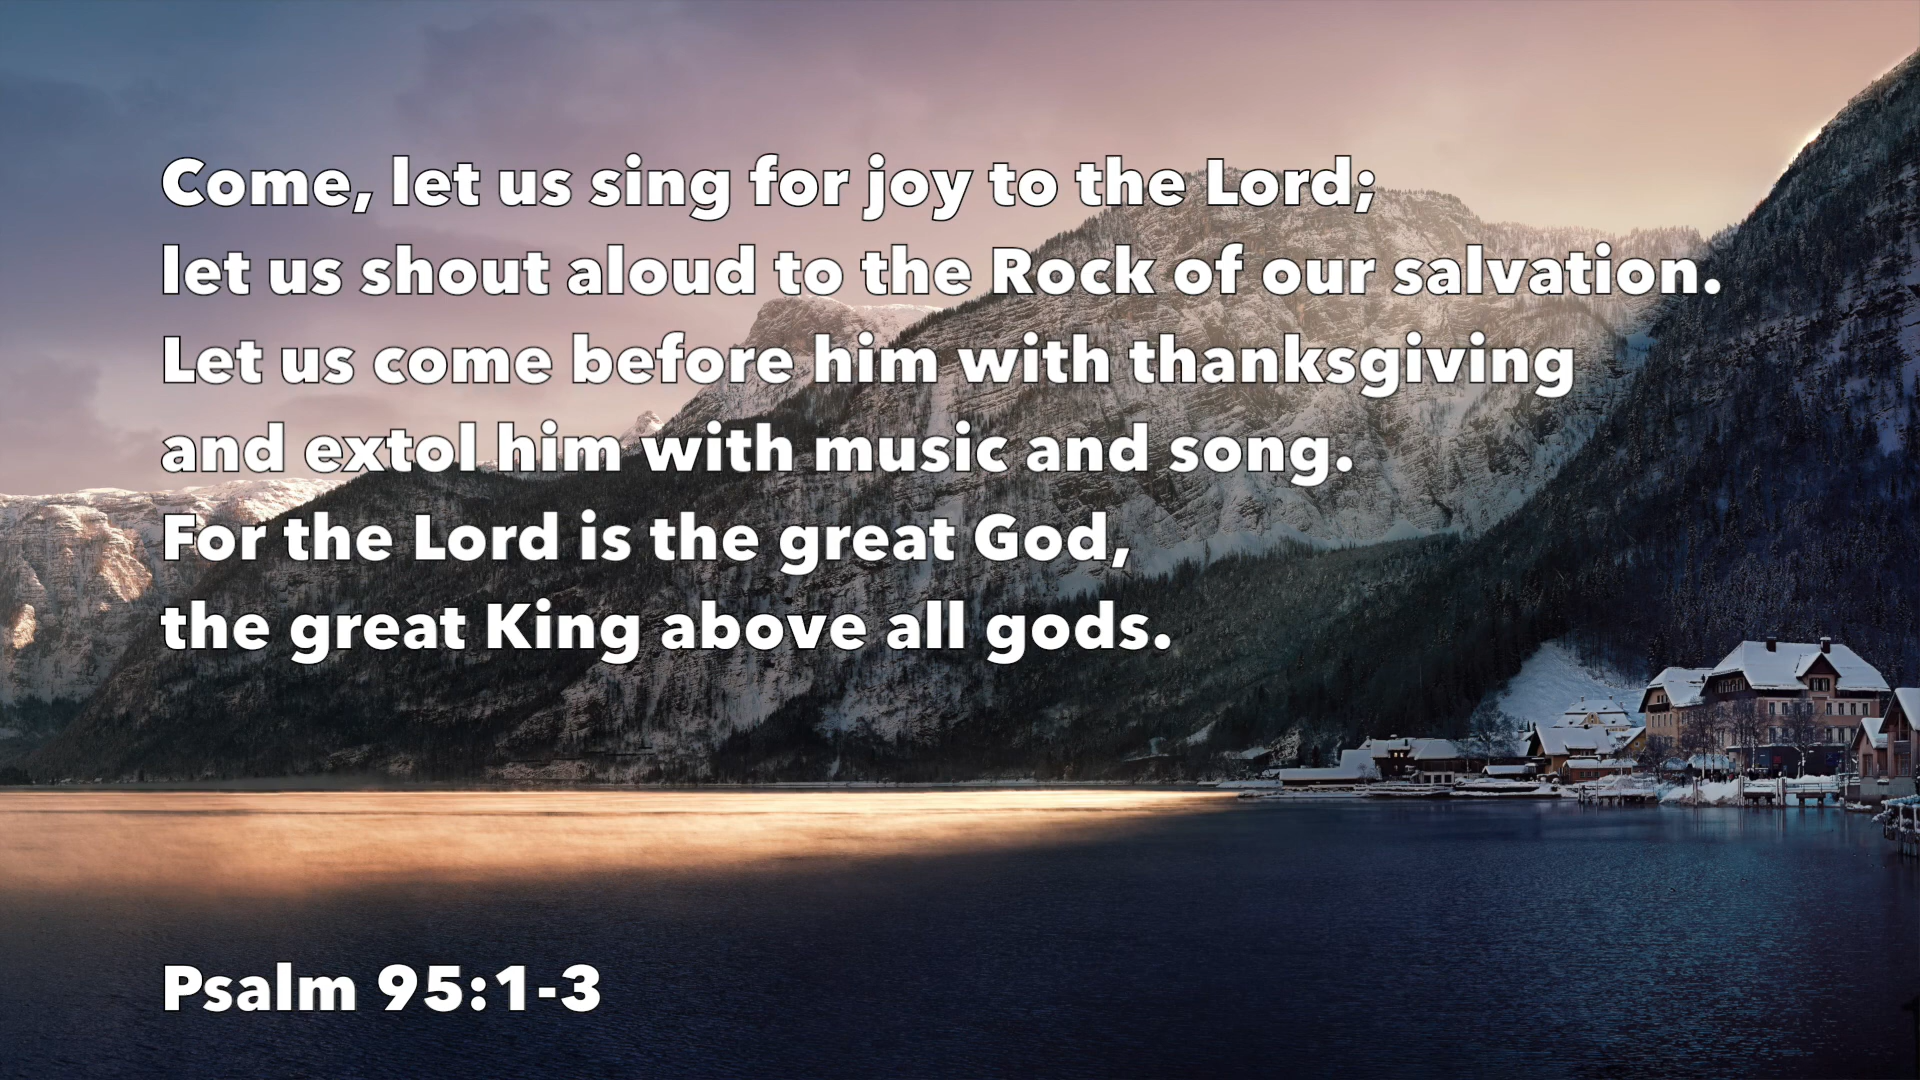 Come, let us sing for joy to the Lord;
let us shout aloud to the Rock of our salvation.
Let us come before him with thanksgiving
and extol him with music and song.
For the Lord is the great God,
the great King above all gods.
Psalm 95:1-3